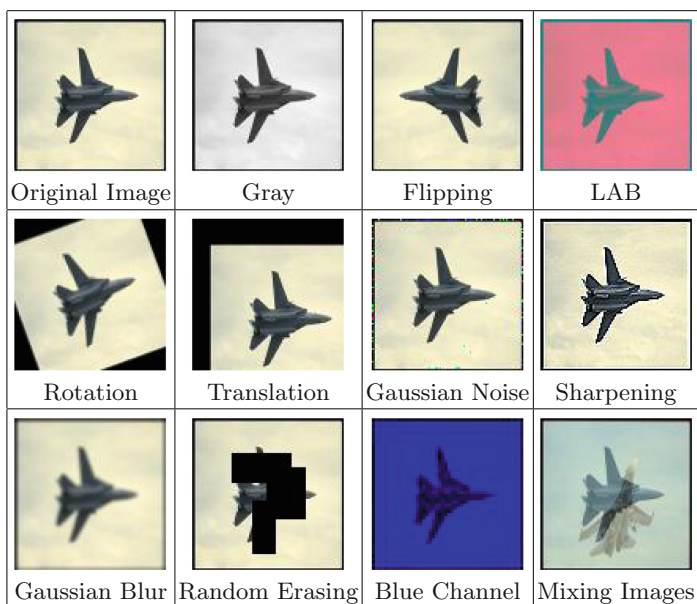 Original Image
Gray
Flipping
LAB
Rotation
Translation
Gaussian Noise
Sharpening
Gaussian Blur
Random Erasing
Blue Channel
Mixing Images